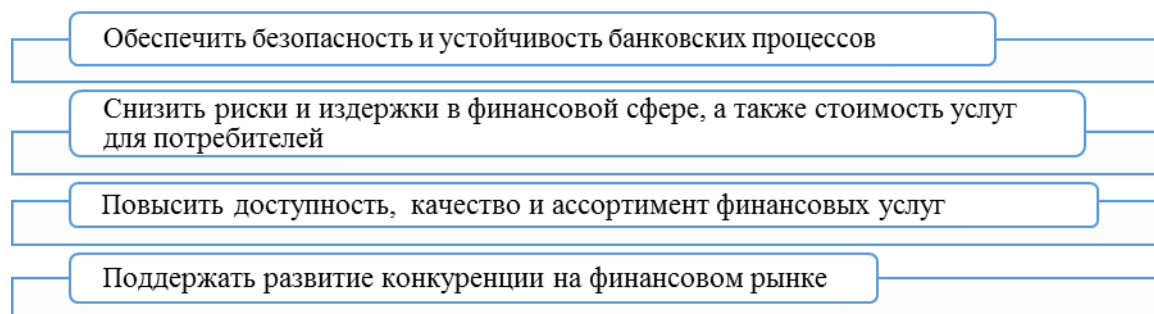 Обеспечить безопасность и устойчивость банковских процессов
Снизить риски и издержки в финансовой сфере, а также стоимость услуг
для потребителей
Повысить доступность, качество и ассортимент финансовых услуг
Поддержать развитие конкуренции на финансовом рынке